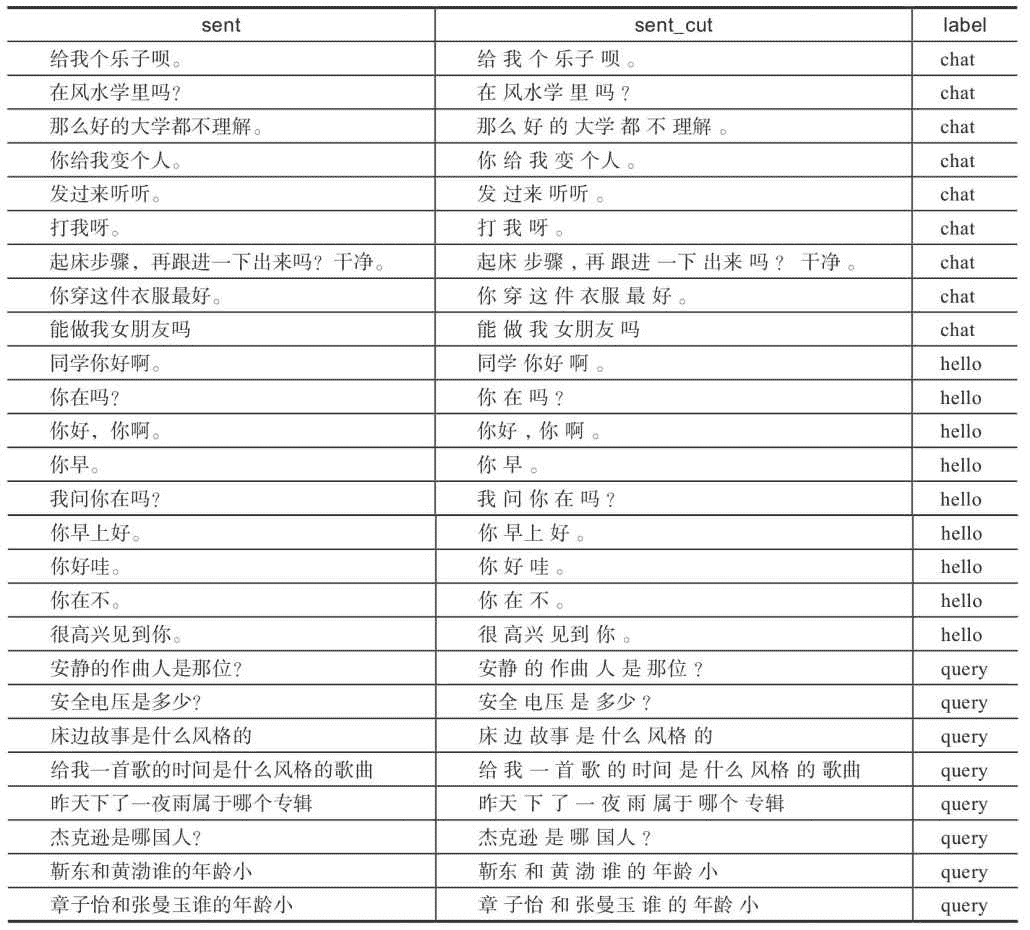 sent sent_cut label
给我个乐子呗。 给 我 个 乐子 呗 。 chat
在风水学里吗? 在 风水学 里 吗 ? chat
那么好的大学都不理解。 那么 好 的 大学 都 不 理解 。 chat
你给我变个人。 你 给 我 变 个人 。 chat
发过来听听。 发 过来 听听 。 chat
打我呀。 打 我 呀 。 chat
起床步骤，再跟进一下出来吗? 干净。 起床 步骤 , 再 跟进 一下 出来 吗 ? 干净 。 chat
你穿这件衣服最好。 你 穿 这 件 衣服 最 好 。 chat
能做我女朋友吗 能 做 我 女朋友 吗 chat
同学你好啊。 同学 你好 啊 。 hello
你在吗? 你 在 吗 ? hello
你好，你啊。 你好 , 你 啊 。 hello
你早。 你 早 。 hello
我问你在吗? 我 问 你 在 吗 ? hello
你早上好。 你 早上 好 。 hello
你好哇。 你 好 哇 。 hello
你在不。 你 在 不 。 hello
很高兴见到你。 很 高兴 见到 你 。 hello
安静的作曲人是那位? 安静 的 作曲 人 是 那位 ? query
安全电压是多少? 安全 电压 是 多少 ? query
床边故事是什么风格的 床 边 故事 是 什么 风格 的 query
给我一首歌的时间是什么风格的歌曲 给 我 一 首 歌 的 时间 是 什么 风格 的 歌曲 query
昨天下了一夜雨属于哪个专辑 昨天 下 了 一 夜 雨 属于 哪个 专辑 query
杰克逊是哪国人? 杰克逊 是 哪 国人 ? query
靳东和黄渤谁的年龄小 靳东 和 黄 渤 谁 的 年龄 小 query
章子怡和张曼玉谁的年龄小 章 子怡 和 张曼玉 谁 的 年龄 小 query